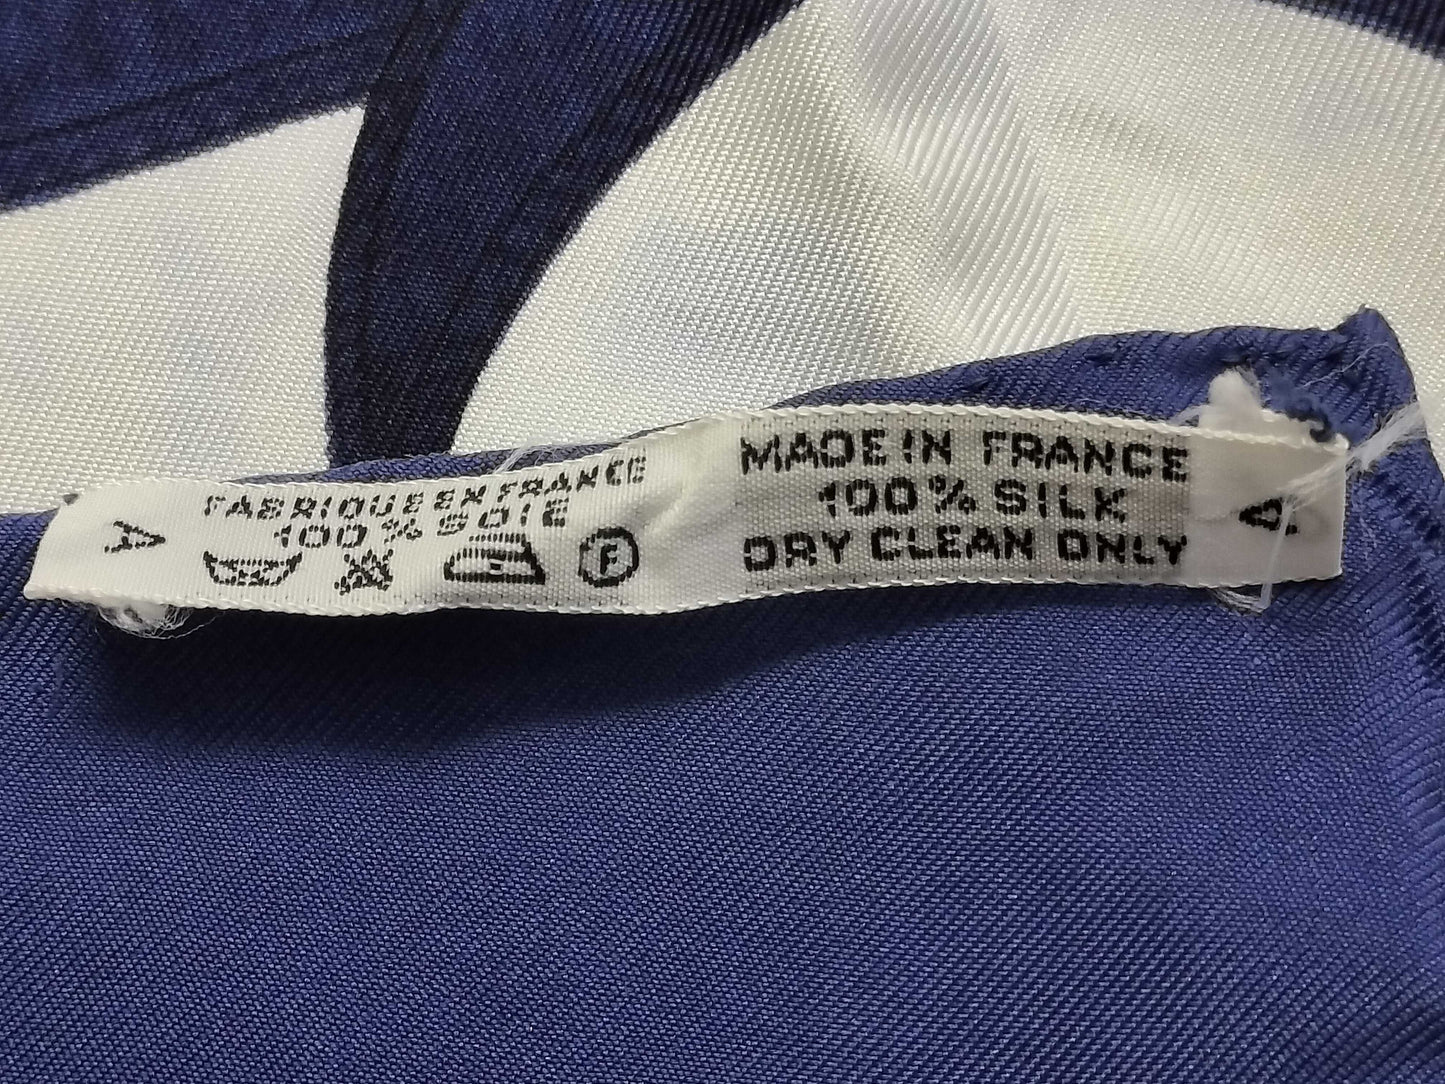 A
FABRIQUE EN FRANCE
100% SOIE
F
MADE IN FRANCE
100% SILK
DRY CLEAN ONLY
A